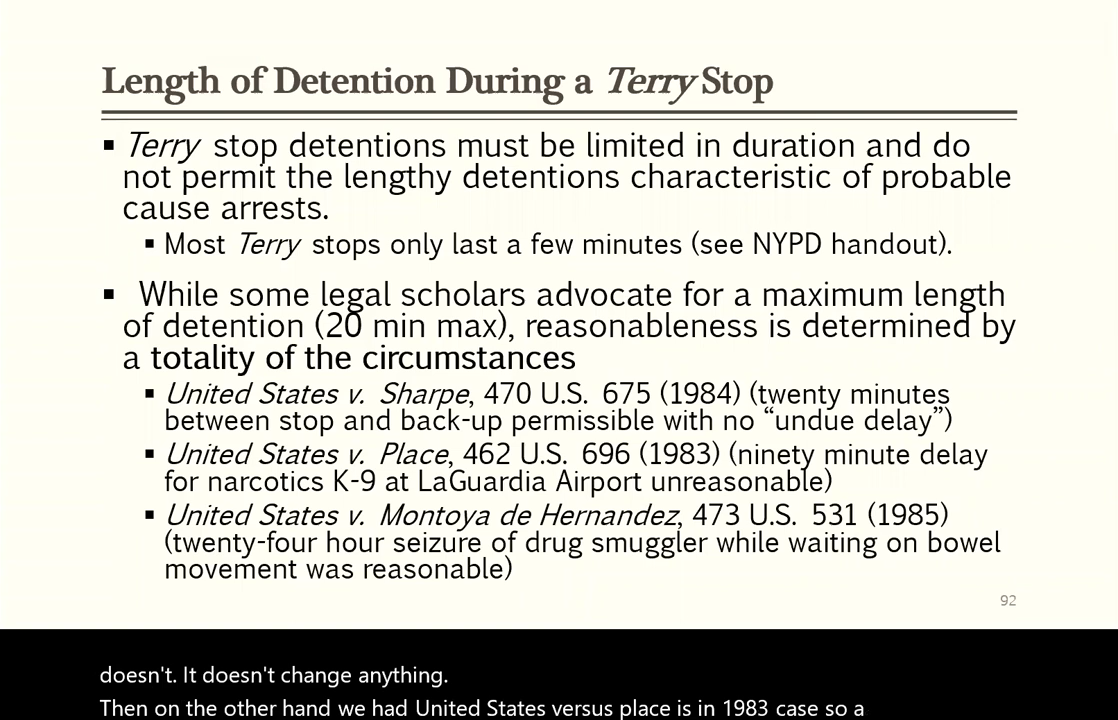 Length of Detention During a Terry Stop
▪ Terry stop detentions must be limited in duration and do
not permit the lengthy detentions characteristic of probable
cause arrests.
▪ Most Terry stops only last a few minutes (see NYPD handout).
▪ While some legal scholars advocate for a maximum length
of detention (20 min max), reasonableness is determined by
a totality of the circumstances
▪ United States v. Sharpe, 470 U.S. 675 (1984) (twenty minutes
between stop and back-up permissible with no “undue delay”)
▪ United States v. Place, 462 U.S. 696 (1983) (ninety minute delay
for narcotics K-9 at LaGuardia Airport unreasonable)
▪ United States v. Montoya de Hernandez, 473 U.S. 531 (1985)
(twenty-four hour seizure of drug smuggler while waiting on bowel
movement was reasonable)
92
doesn't. It doesn't change anything.
Then on the other hand we had United States versus place is in 1983 case so a